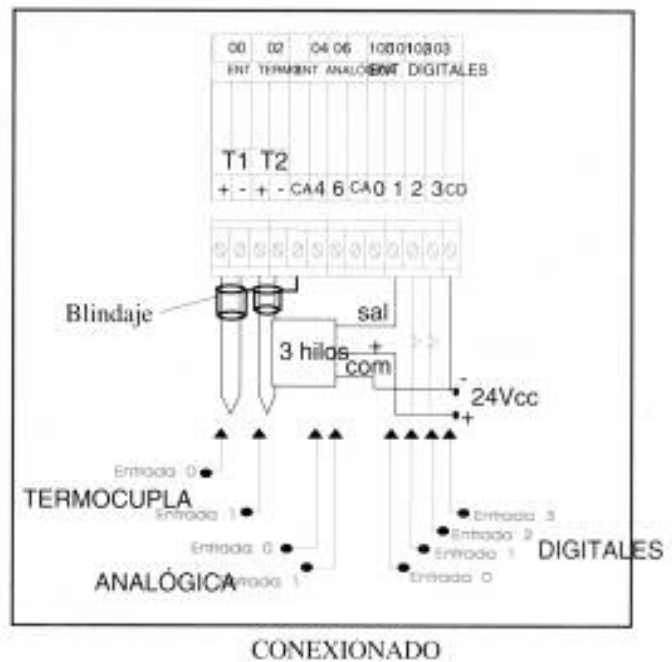 00 02 04 06 100 101 102 103
ENT TERMO ENT ANALOG ENT DIGITALES
T1 T2
+ - + - CA 4 6 CA 0 1 2 3 CD
Blindaje
sal
3 hilos +
com
-
24Vcc
+
Entrada 0
TERMOCUPLA
Entrada 1
Entrada 3
Entrada 2
Entrada 0
Entrada 1
DIGITALES
ANALÓGICA
Entrada 1
Entrada 0
CONEXIONADO